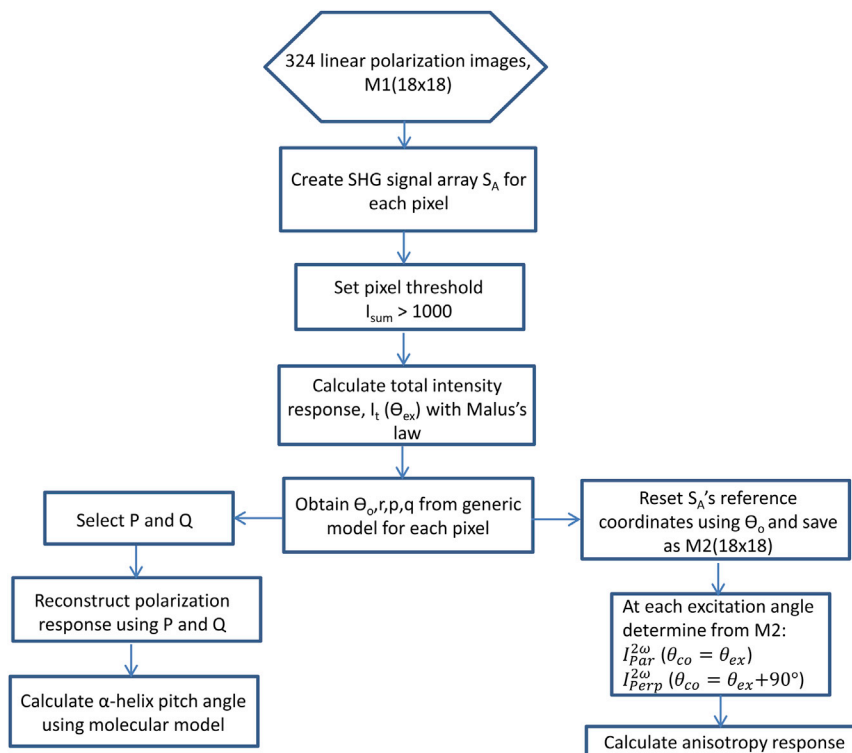 324 linear polarization images,
M1(18x18)
Create SHG signal array S_A for
each pixel
Set pixel threshold
I_sum > 1000
Calculate total intensity
response, I_t (ϴ_ex) with Malus's
law
Obtain ϴ_o,r,p,q from generic
model for each pixel
Select P and Q
Reconstruct polarization
response using P and Q
Calculate α-helix pitch angle
using molecular model
Reset S_A's reference
coordinates using ϴ_o and save
as M2(18x18)
At each excitation angle
determine from M2:
I_Par^2ω (θ_co = θ_ex)
I_Perp^2ω (θ_co = θ_ex+90°)
Calculate anisotropy response